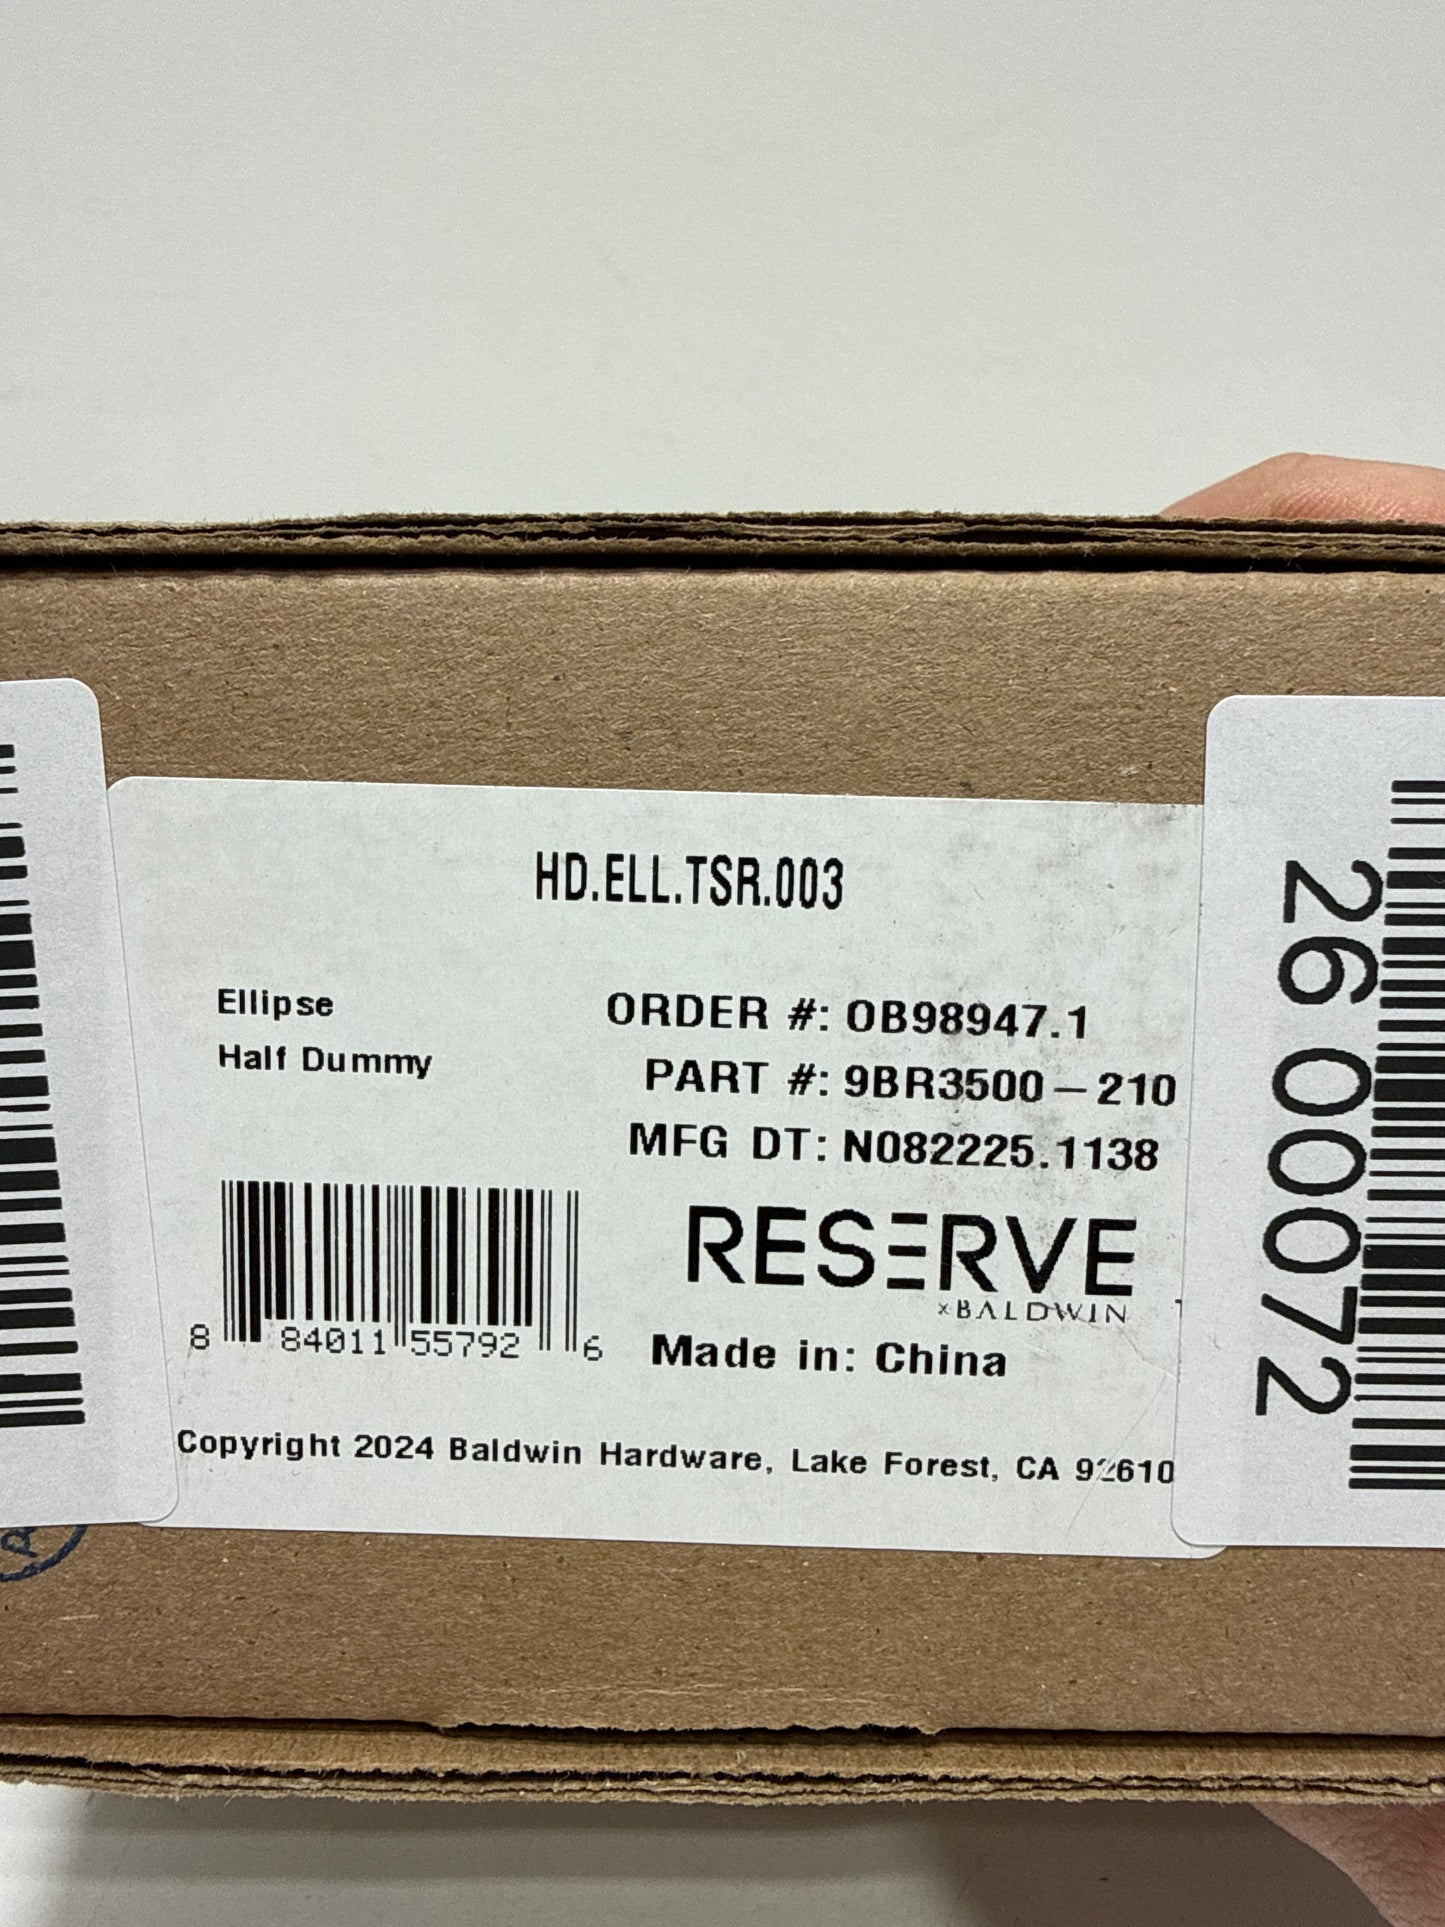 HD.ELL.TSR.003
Ellipse
Half Dummy
ORDER #: OB98947.1
PART #: 9BR3500-210
MFG DT: N082225.1138
8 84011 55792 6
RESERVE
×BALDWIN
Made in: China
Copyright 2024 Baldwin Hardware, Lake Forest, CA 92610
26 00072